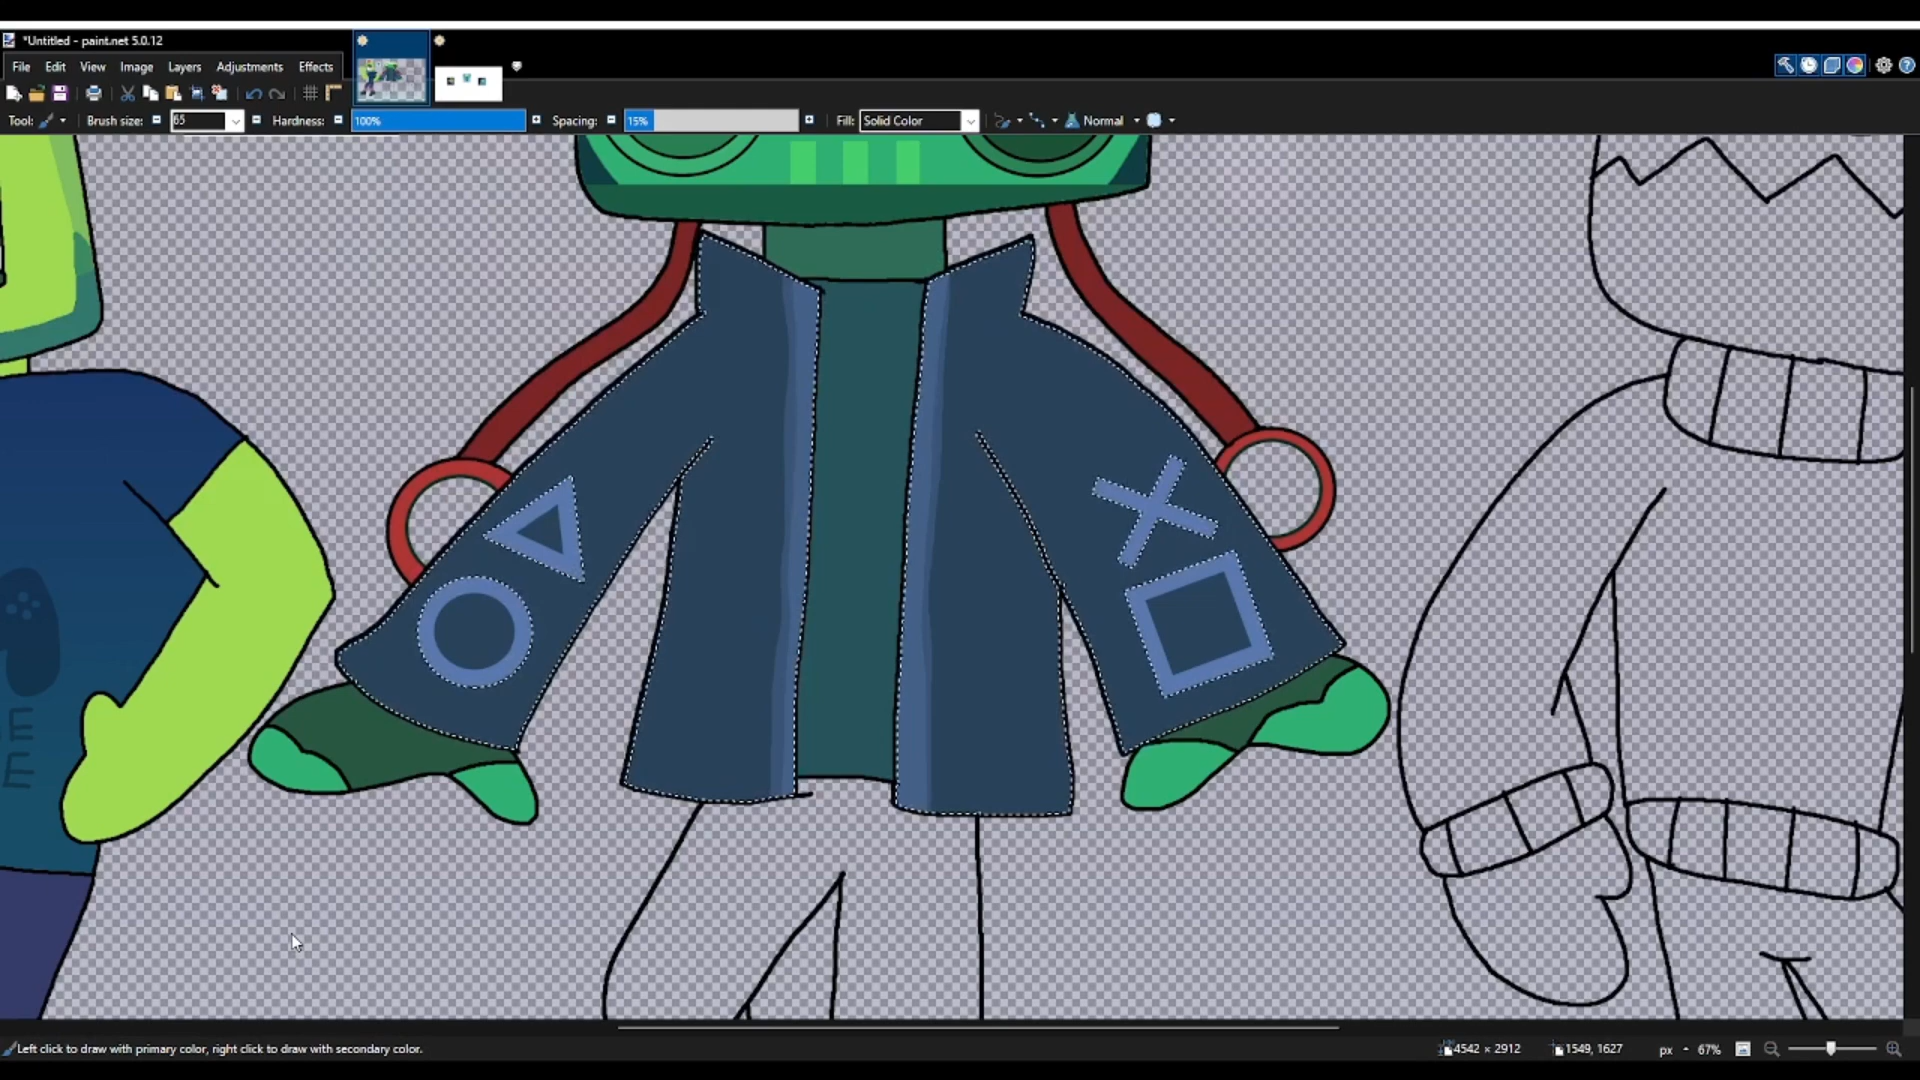 *Untitled - paint.net 5.0.12
File Edit View Image Layers Adjustments Effects
Tool: Brush size: 65 Hardness: 100% Spacing: 15% Fill: Solid Color Normal
Left click to draw with primary color, right click to draw with secondary color.
4542 × 2912 1549, 1627 px 67%